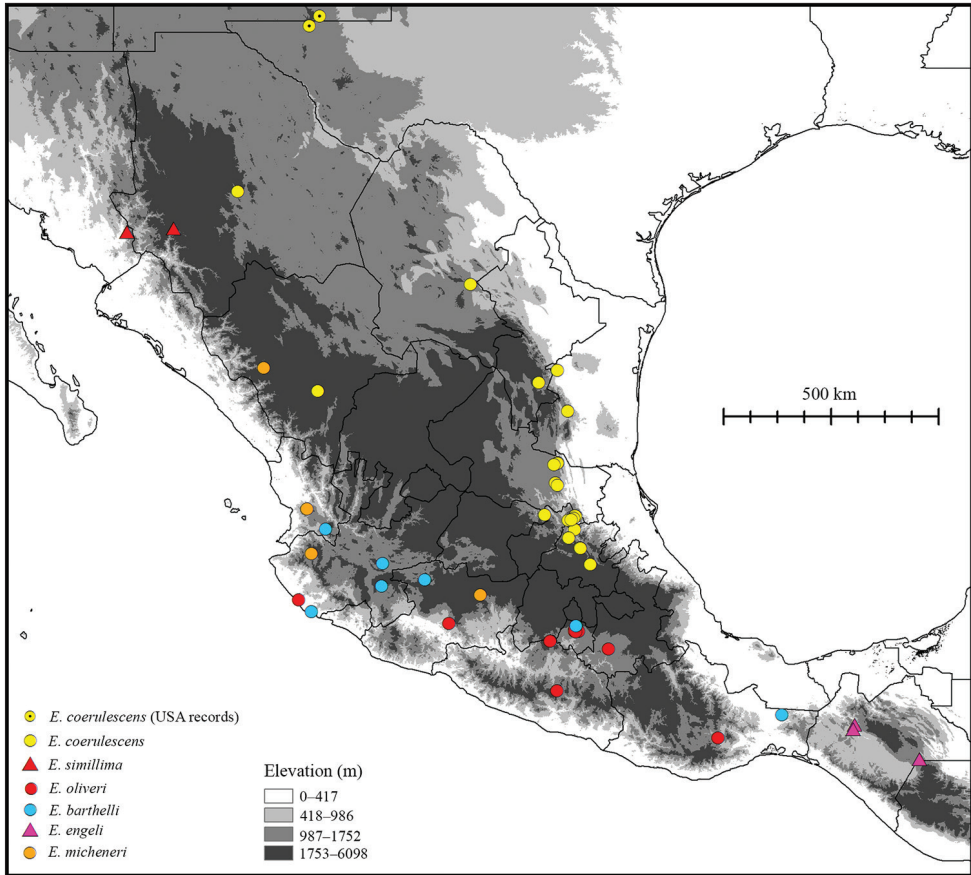 500 km
E. coerulescens (USA records)
E. coerulescens
E. simillima
E. oliveri
E. barthelli
E. engeli
E. micheneri
Elevation (m)
0–417
418–986
987–1752
1753–6098